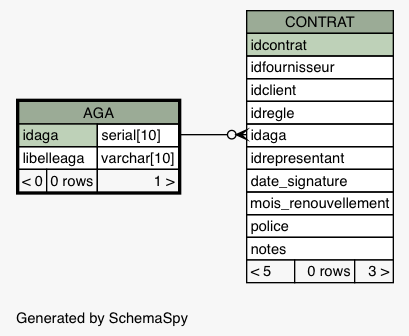 AGA
idaga serial[10]
libelleaga varchar[10]
< 0 0 rows 1 >
CONTRAT
idcontrat
idfournisseur
idclient
idregle
idaga
idrepresentant
date_signature
mois_renouvellement
police
notes
< 5 0 rows 3 >
Generated by SchemaSpy